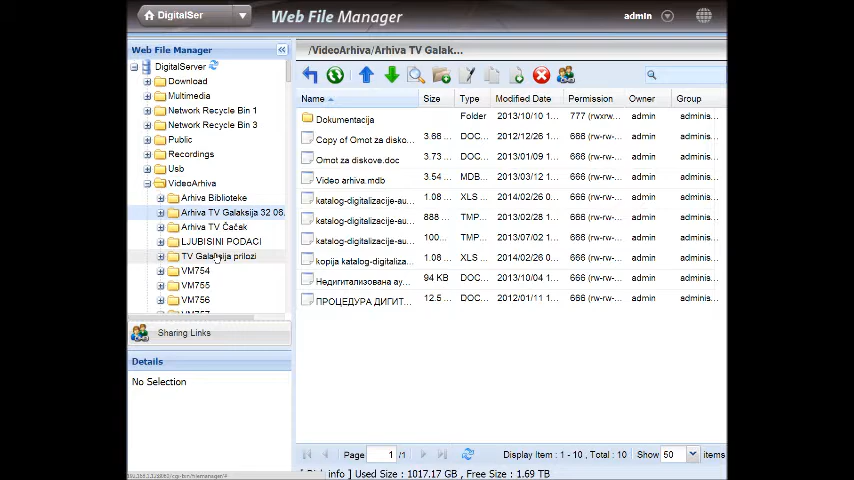 DigitalSer
Web File Manager
admin
Web File Manager
/VideoArhiva/Arhiva TV Galak...
DigitalServer
Download
Multimedia
Network Recycle Bin 1
Network Recycle Bin 3
Public
Recordings
Usb
VideoArhiva
Arhiva Biblioteke
Arhiva TV Galaksija 32 06.
Arhiva TV Čačak
LJUBISINI PODACI
TV Galaksija prilozi
VM754
VM755
VM756
VM757
Sharing Links
Details
No Selection
Name Size Type Modified Date Permission Owner Group
Dokumentacija Folder 2013/10/10 1... 777 (rwxrw... admin adminis...
Copy of Omot za disko... 3.66 ... DOC... 2012/12/26 1... 666 (rw-rw-... admin adminis...
Omot za diskove.doc 3.73 ... DOC... 2013/01/09 1... 666 (rw-rw-... admin adminis...
Video arhiva.mdb 3.54 ... MDB... 2013/03/12 1... 666 (rw-rw-... admin adminis...
katalog-digitalizacije-au... 1.08 ... XLS ... 2014/02/26 0... 666 (rw-rw-... admin adminis...
katalog-digitalizacije-au... 888 ... TMP... 2013/02/28 1... 666 (rw-rw-... admin adminis...
katalog-digitalizacije-au... 100... TMP... 2013/02/07 1... 666 (rw-rw-... admin adminis...
kopija katalog-digitaliza... 1.08 ... XLS ... 2014/02/26 0... 666 (rw-rw-... admin adminis...
Недигитализована ау... 94 KB DOC... 2013/10/04 1... 666 (rw-rw-... admin adminis...
ПРОЦЕДУРА ДИГИТ... 12.5 ... DOC... 2012/01/11 1... 666 (rw-rw-... admin adminis...
Page 1 /1 Display Item : 1 - 10 , Total : 10 Show 50 items
Used Size : 1017.17 GB , Free Size : 1.69 TB